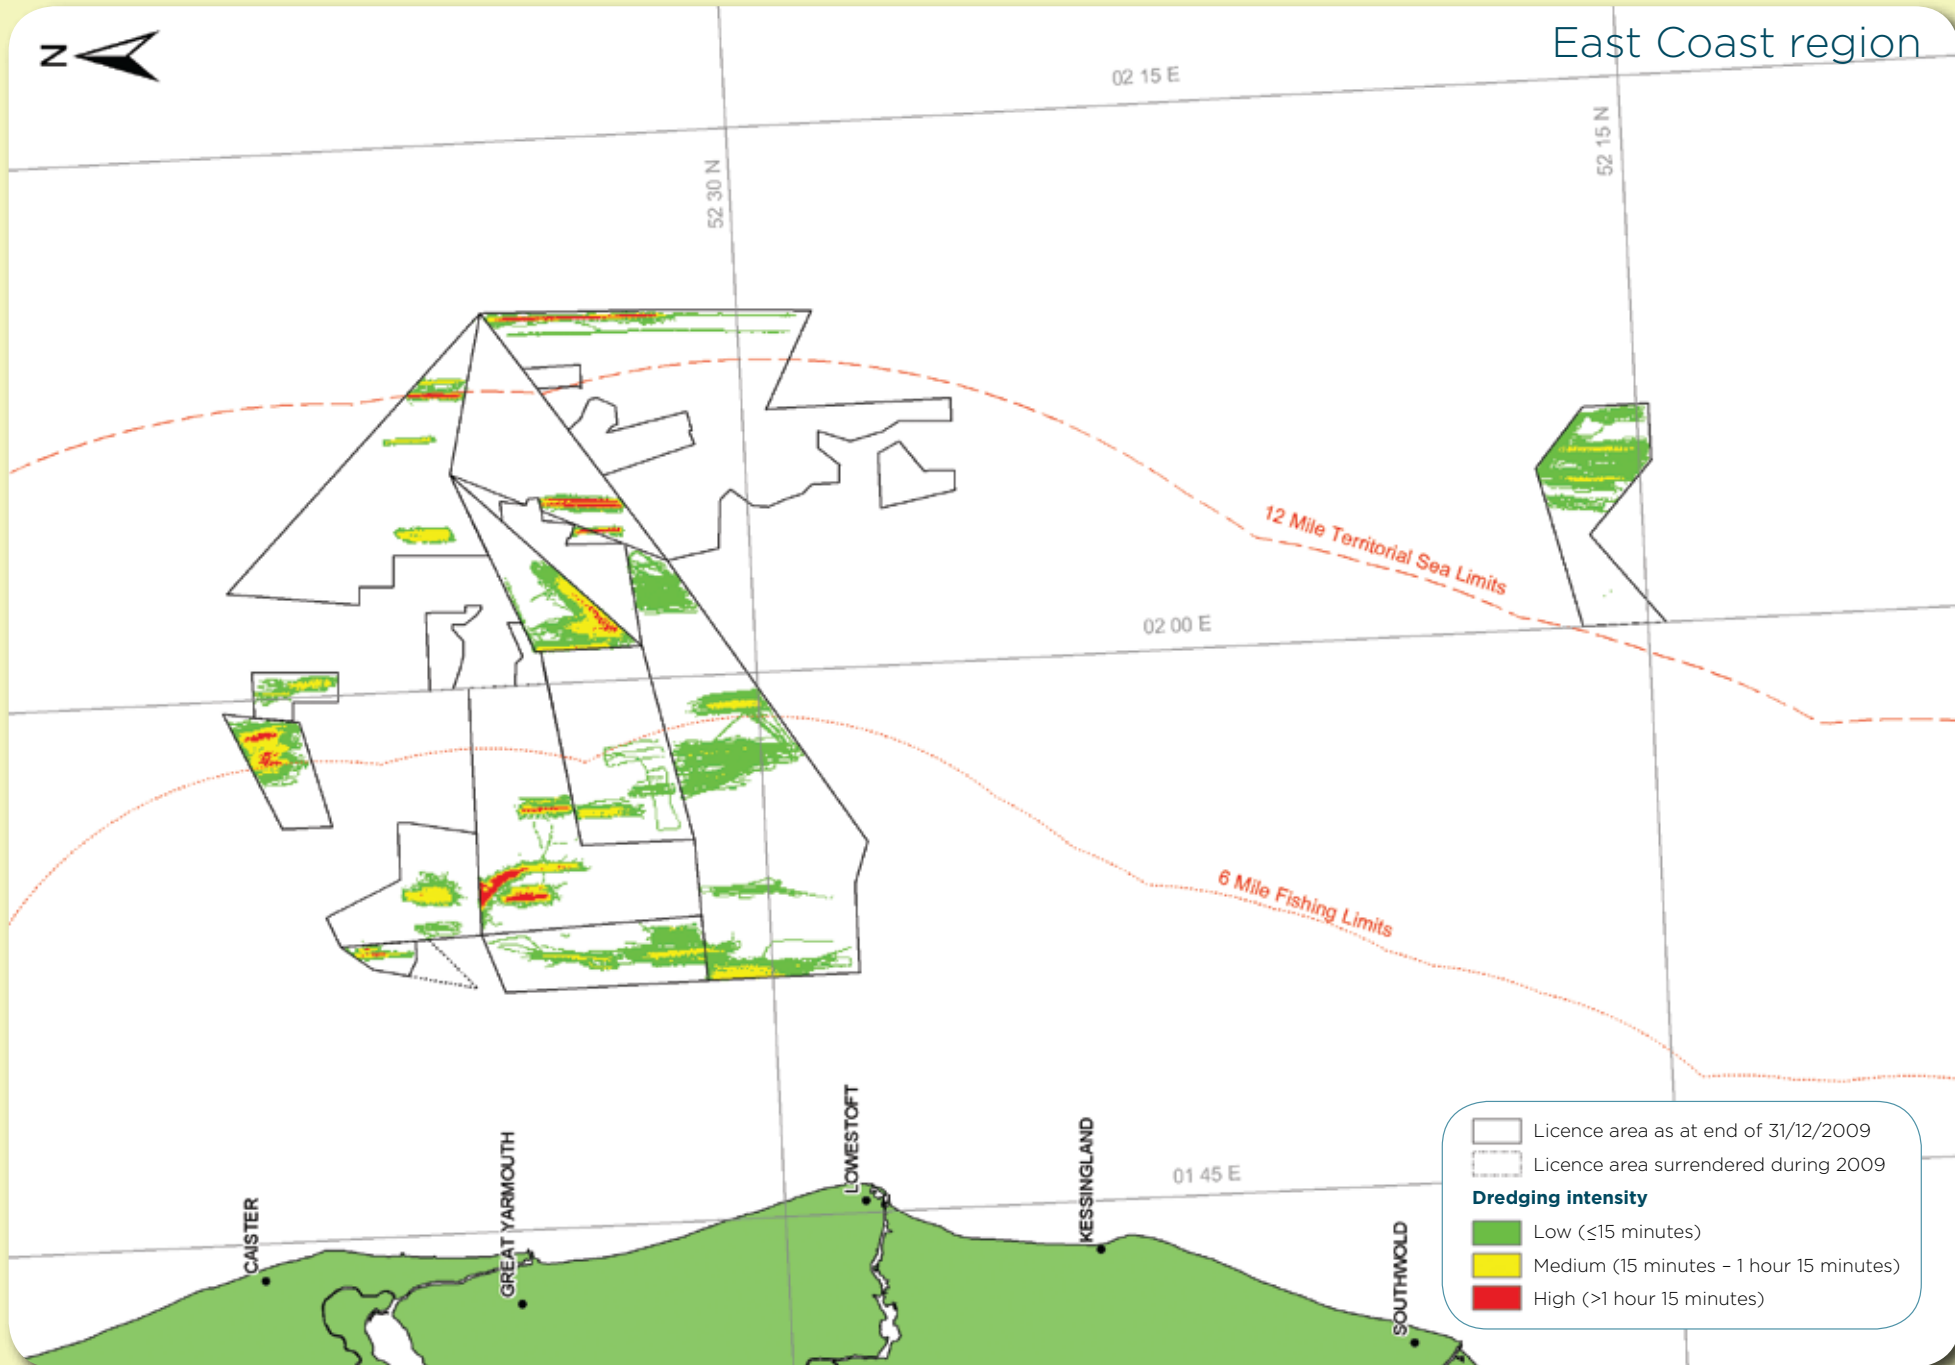 East Coast region
N
02 15 E
52 30 N
52 15 N
12 Mile Territorial Sea Limits
02 00 E
6 Mile Fishing Limits
01 45 E
CAISTER
GREAT YARMOUTH
LOWESTOFT
KESSINGLAND
SOUTHWOLD
Licence area as at end of 31/12/2009
Licence area surrendered during 2009
Dredging intensity
Low (≤15 minutes)
Medium (15 minutes – 1 hour 15 minutes)
High (>1 hour 15 minutes)